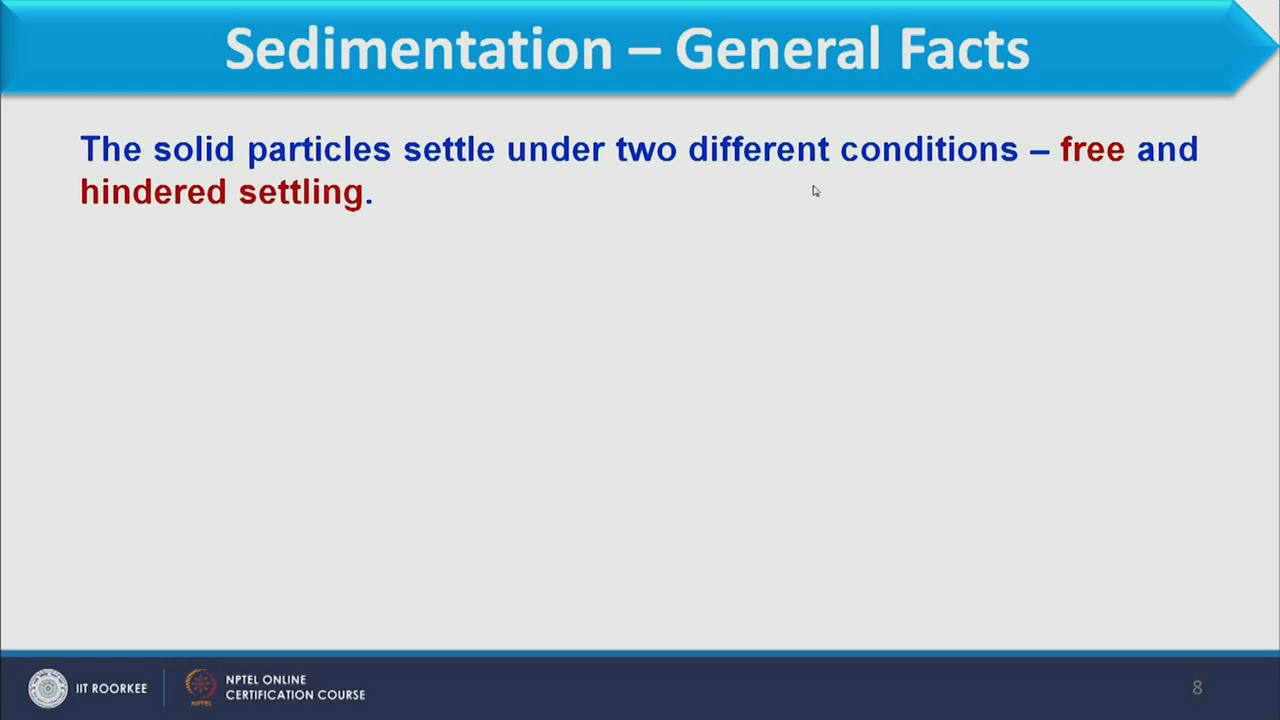 Sedimentation – General Facts
The solid particles settle under two different conditions – free and
hindered settling.
IIT ROORKEE
NPTEL
NPTEL ONLINE
CERTIFICATION COURSE
8